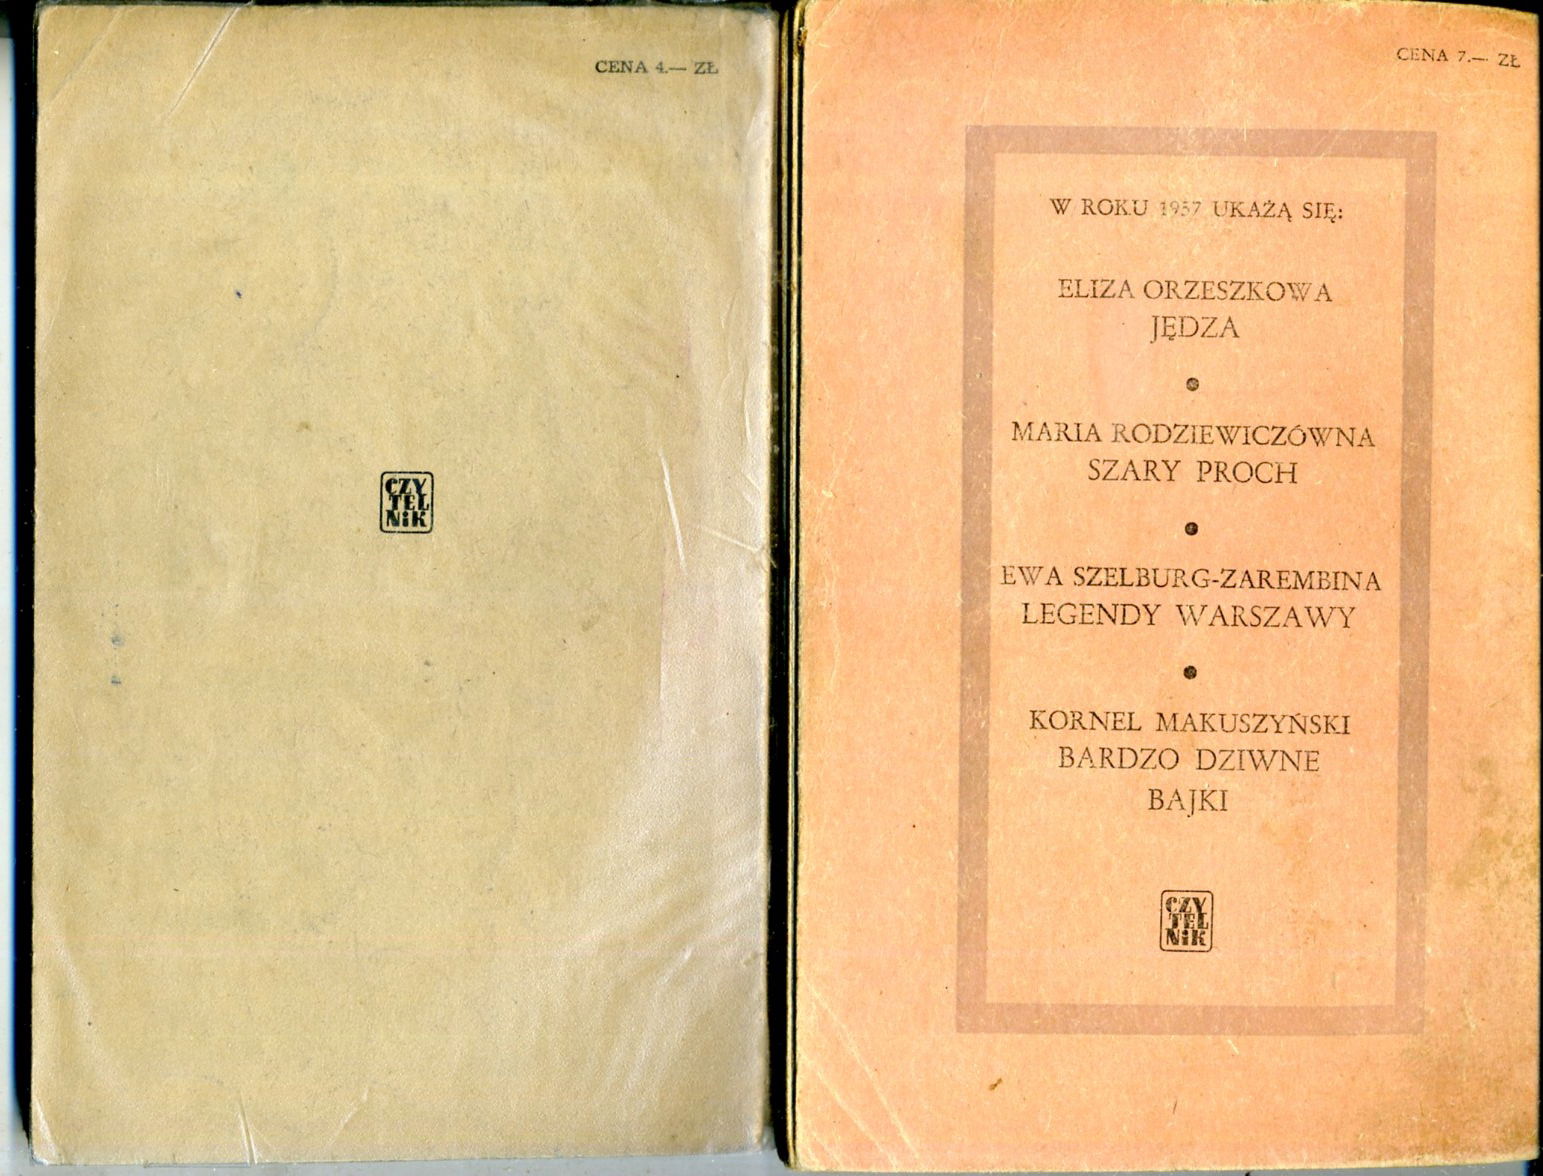 CENA 4.— ZŁ
CZY
TEL
NiK
CENA 7.— ZŁ
W ROKU 1957 UKAŻĄ SIĘ:
ELIZA ORZESZKOWA
JĘDZA
•
MARIA RODZIEWICZÓWNA
SZARY PROCH
•
EWA SZELBURG-ZAREMBINA
LEGENDY WARSZAWY
•
KORNEL MAKUSZYŃSKI
BARDZO DZIWNE
BAJKI
CZY
TEL
NiK